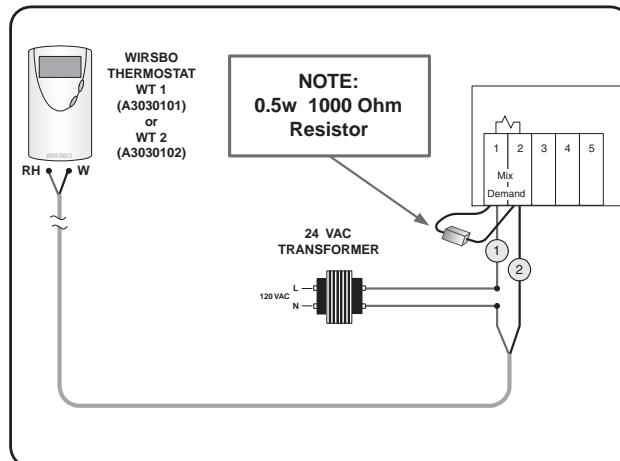 WIRSBO
THERMOSTAT
WT 1
(A3030101)
or
WT 2
(A3030102)
WIRSBO
RH
W
NOTE:
0.5w 1000 Ohm
Resistor
1 2 3 4 5
Mix
Demand
24 VAC
TRANSFORMER
L
120 VAC
N
1
2